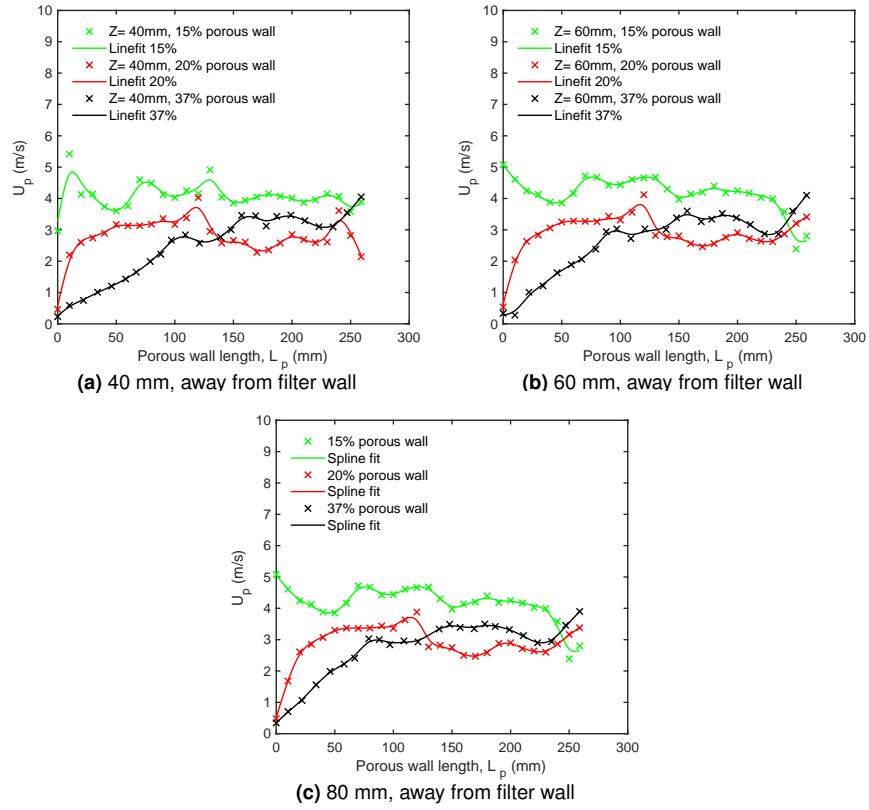 10
9
8
7
6
5
4
3
2
1
0
U_p (m/s)
Z= 40mm, 15% porous wall
Linefit 15%
Z= 40mm, 20% porous wall
Linefit 20%
Z= 40mm, 37% porous wall
Linefit 37%
0 50 100 150 200 250 300
Porous wall length, L_p (mm)
(a) 40 mm, away from filter wall
10
9
8
7
6
5
4
3
2
1
0
U_p (m/s)
Z= 60mm, 15% porous wall
Linefit 15%
Z= 60mm, 20% porous wall
Linefit 20%
Z= 60mm, 37% porous wall
Linefit 37%
0 50 100 150 200 250 300
Porous wall length, L_p (mm)
(b) 60 mm, away from filter wall
10
9
8
7
6
5
4
3
2
1
0
U_p (m/s)
15% porous wall
Spline fit
20% porous wall
Spline fit
37% porous wall
Spline fit
0 50 100 150 200 250 300
Porous wall length, L_p (mm)
(c) 80 mm, away from filter wall